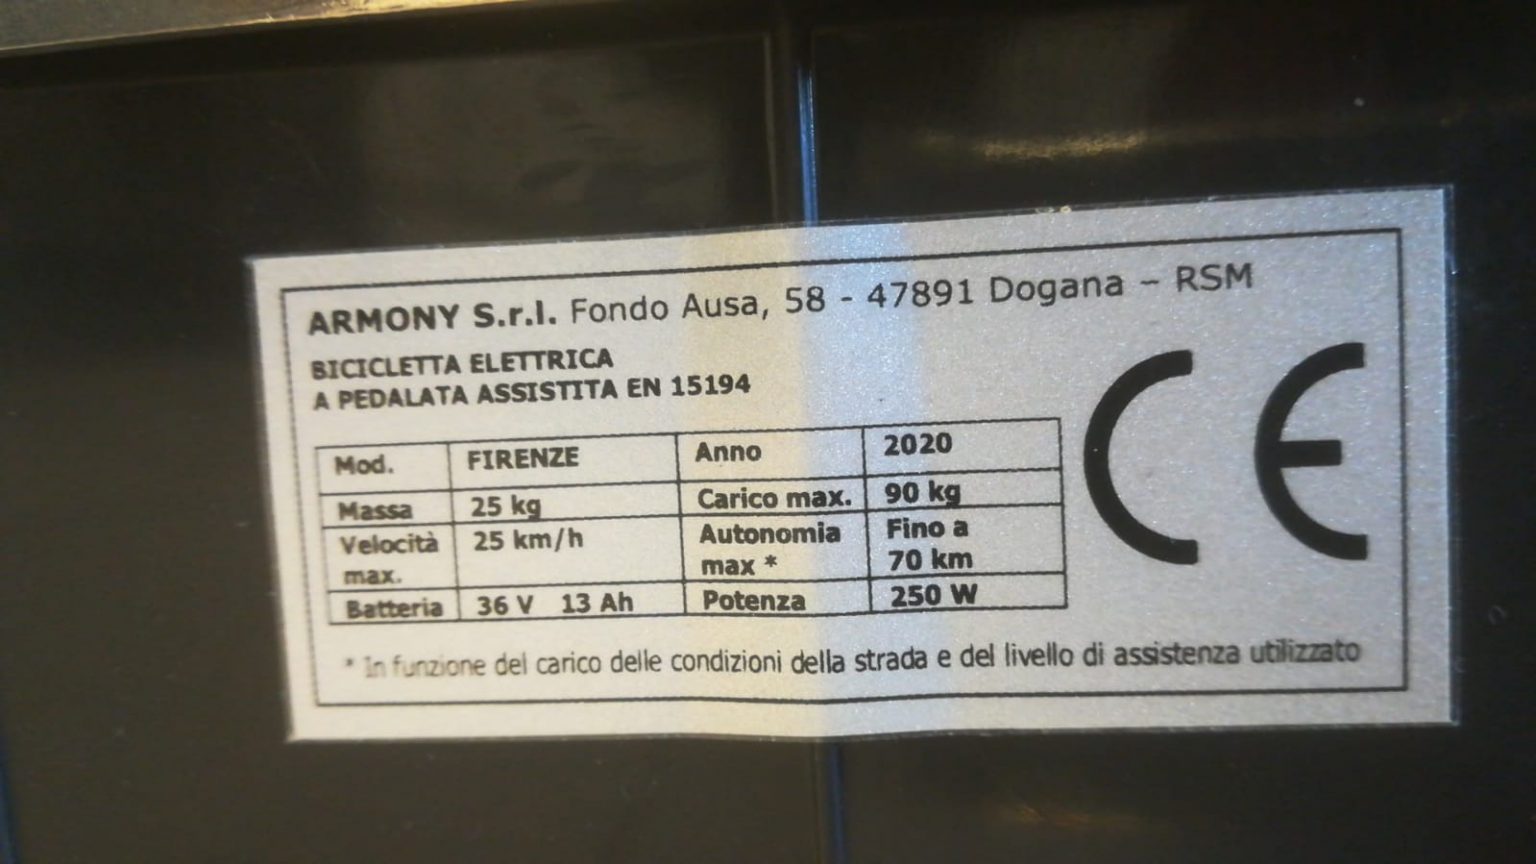 ARMONY S.r.l. Fondo Ausa, 58 - 47891 Dogana – RSM
BICICLETTA ELETTRICA
A PEDALATA ASSISTITA EN 15194
Mod. FIRENZE Anno 2020
Massa 25 kg Carico max. 90 kg
Velocità max. 25 km/h Autonomia max * Fino a 70 km
Batteria 36 V 13 Ah Potenza 250 W
* In funzione del carico delle condizioni della strada e del livello di assistenza utilizzato
CE